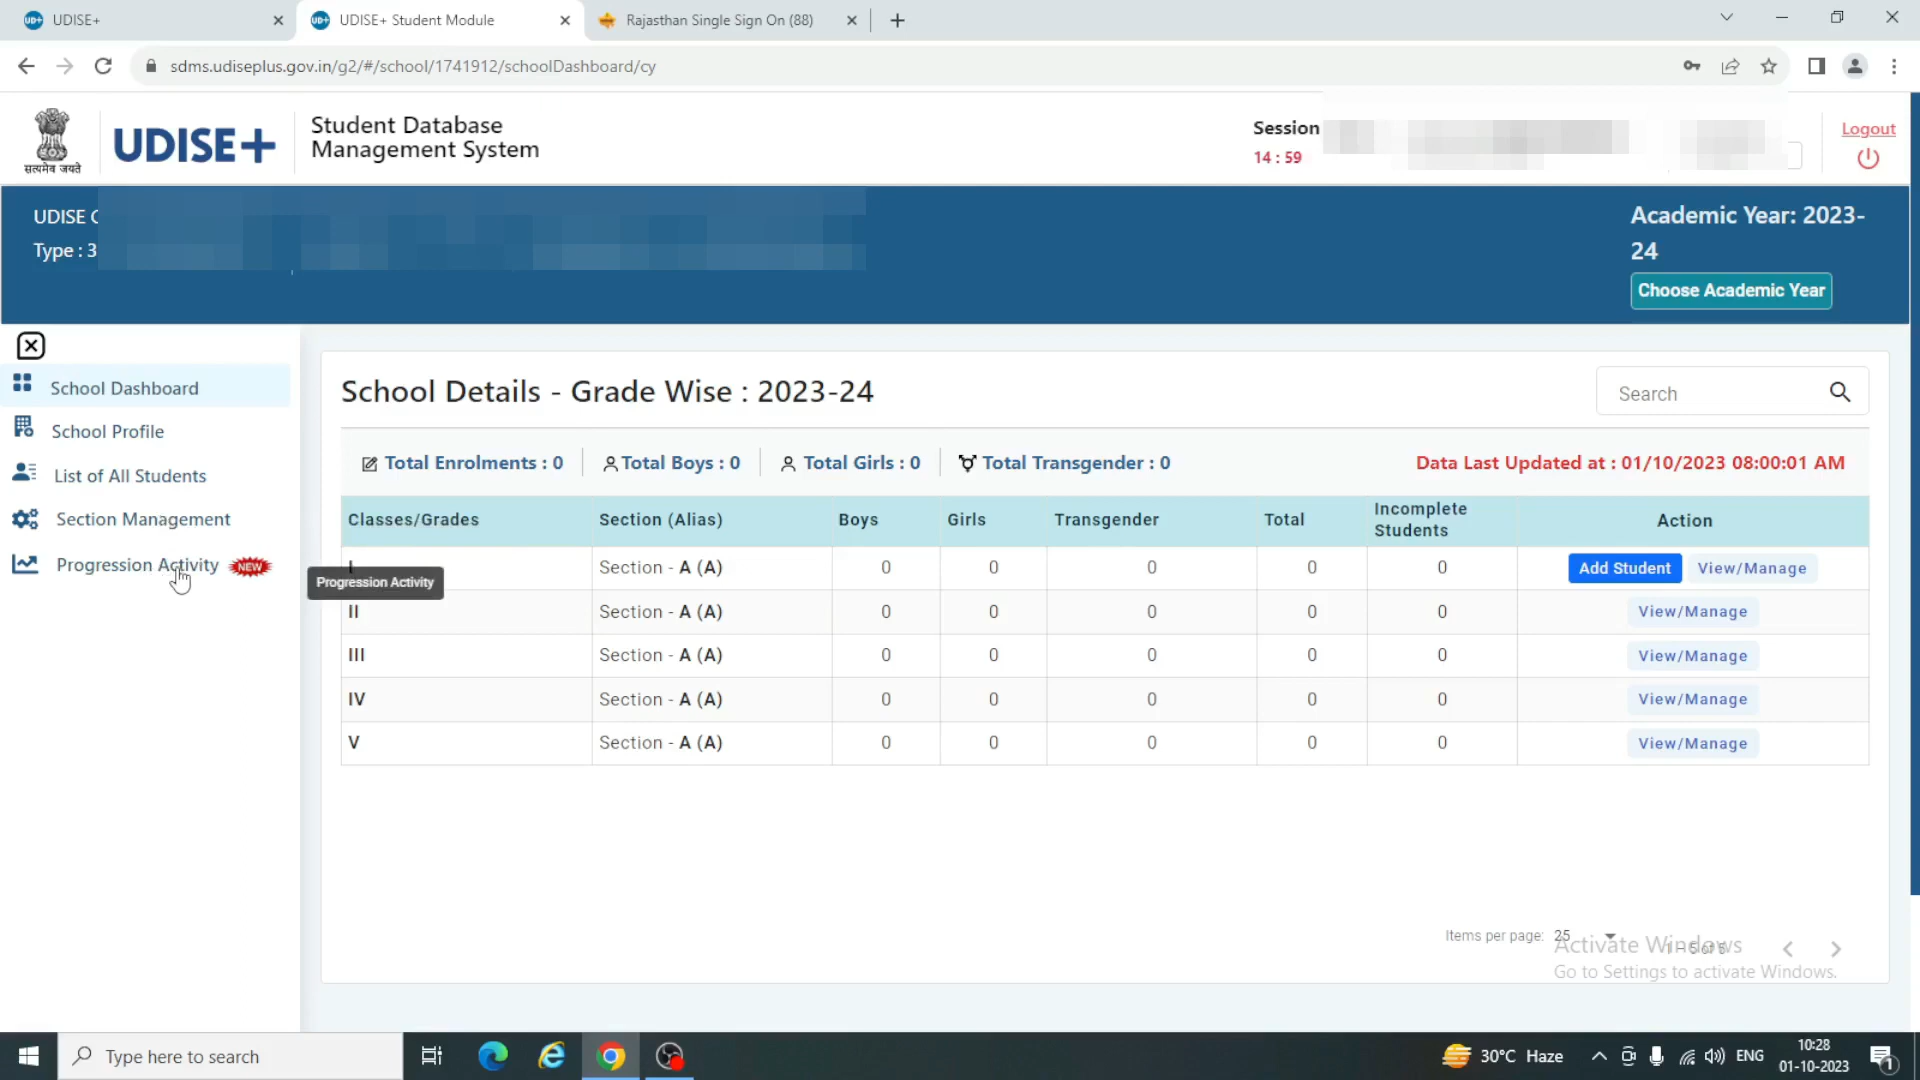 UDISE+
UDISE+ Student Module
Rajasthan Single Sign On (88)
sdms.udiseplus.gov.in/g2/#/school/1741912/schoolDashboard/cy
सत्यमेव जयते
UDISE+
Student Database
Management System
Session
14 : 59
Logout
UDISE
Type : 3
Academic Year: 2023-
24
Choose Academic Year
School Dashboard
School Profile
List of All Students
Section Management
Progression Activity NEW
Progression Activity
School Details - Grade Wise : 2023-24
Search
Total Enrolments : 0 Total Boys : 0 Total Girls : 0 Total Transgender : 0 Data Last Updated at : 01/10/2023 08:00:01 AM
Classes/Grades Section (Alias) Boys Girls Transgender Total Incomplete Students Action
I Section - A (A) 0 0 0 0 0 Add Student View/Manage
II Section - A (A) 0 0 0 0 0 View/Manage
III Section - A (A) 0 0 0 0 0 View/Manage
IV Section - A (A) 0 0 0 0 0 View/Manage
V Section - A (A) 0 0 0 0 0 View/Manage
Items per page: 25
Activate Windows
Go to Settings to activate Windows.
Type here to search
30°C Haze
ENG
10:28
01-10-2023
1